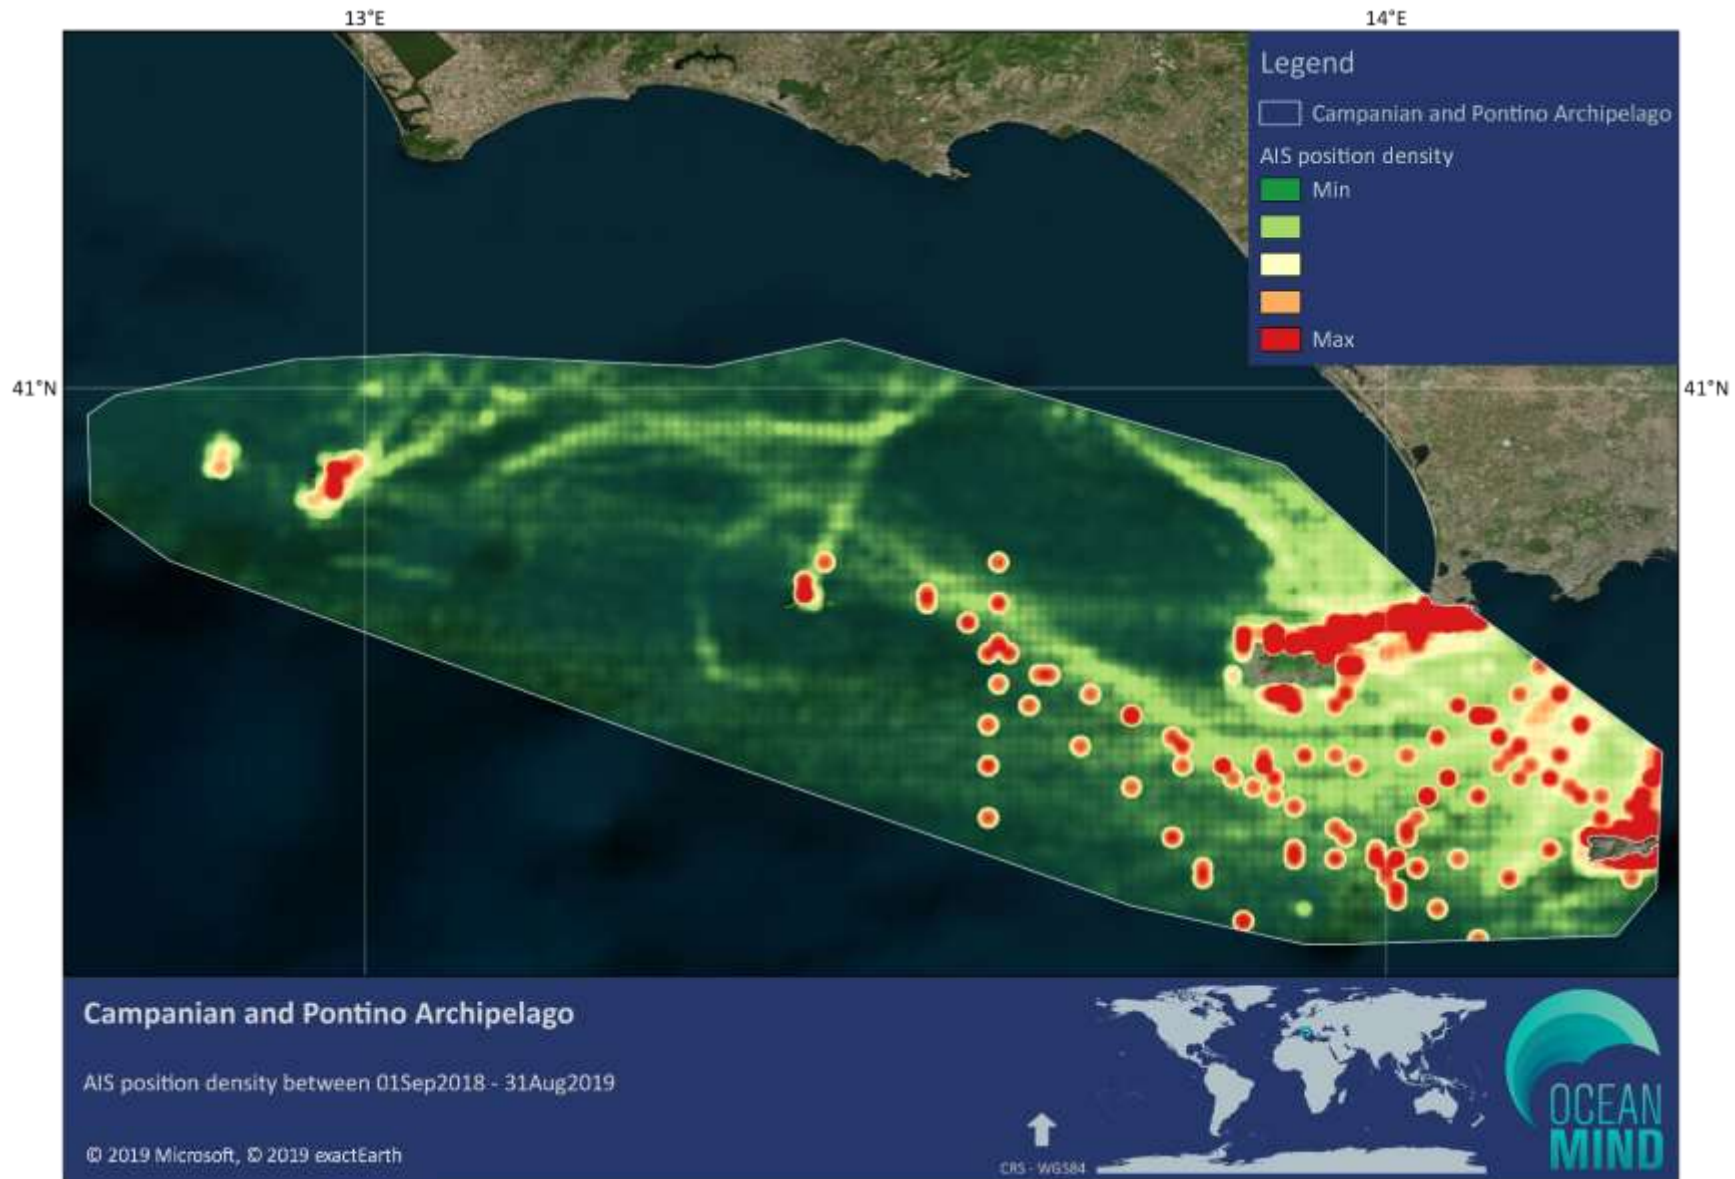 13°E
14°E
Legend
Campanian and Pontino Archipelago
AIS position density
Min
Max
41°N
41°N
Campanian and Pontino Archipelago
AIS position density between 01Sep2018 - 31Aug2019
© 2019 Microsoft, © 2019 exactEarth
CRS - WGS84
OCEAN
MIND